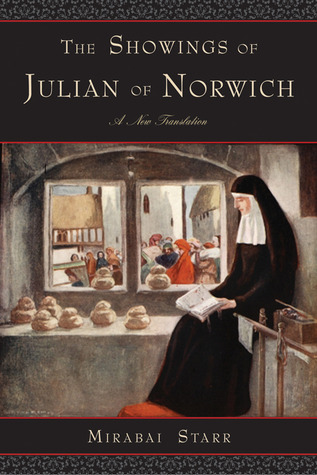 The Showings of
Julian of Norwich
A New Translation
Mirabai Starr